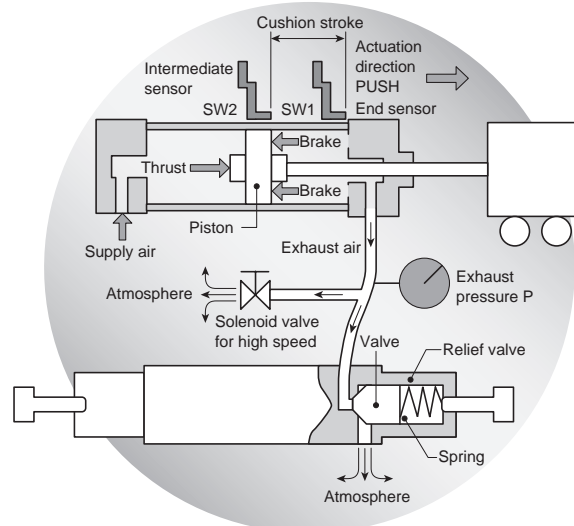 Cushion stroke
Intermediate
sensor
Actuation
direction
PUSH
SW2
SW1
End sensor
Brake
Thrust
Brake
Piston
Supply air
Exhaust air
Atmosphere
Exhaust
pressure P
Solenoid valve
for high speed
Valve
Relief valve
Spring
Atmosphere